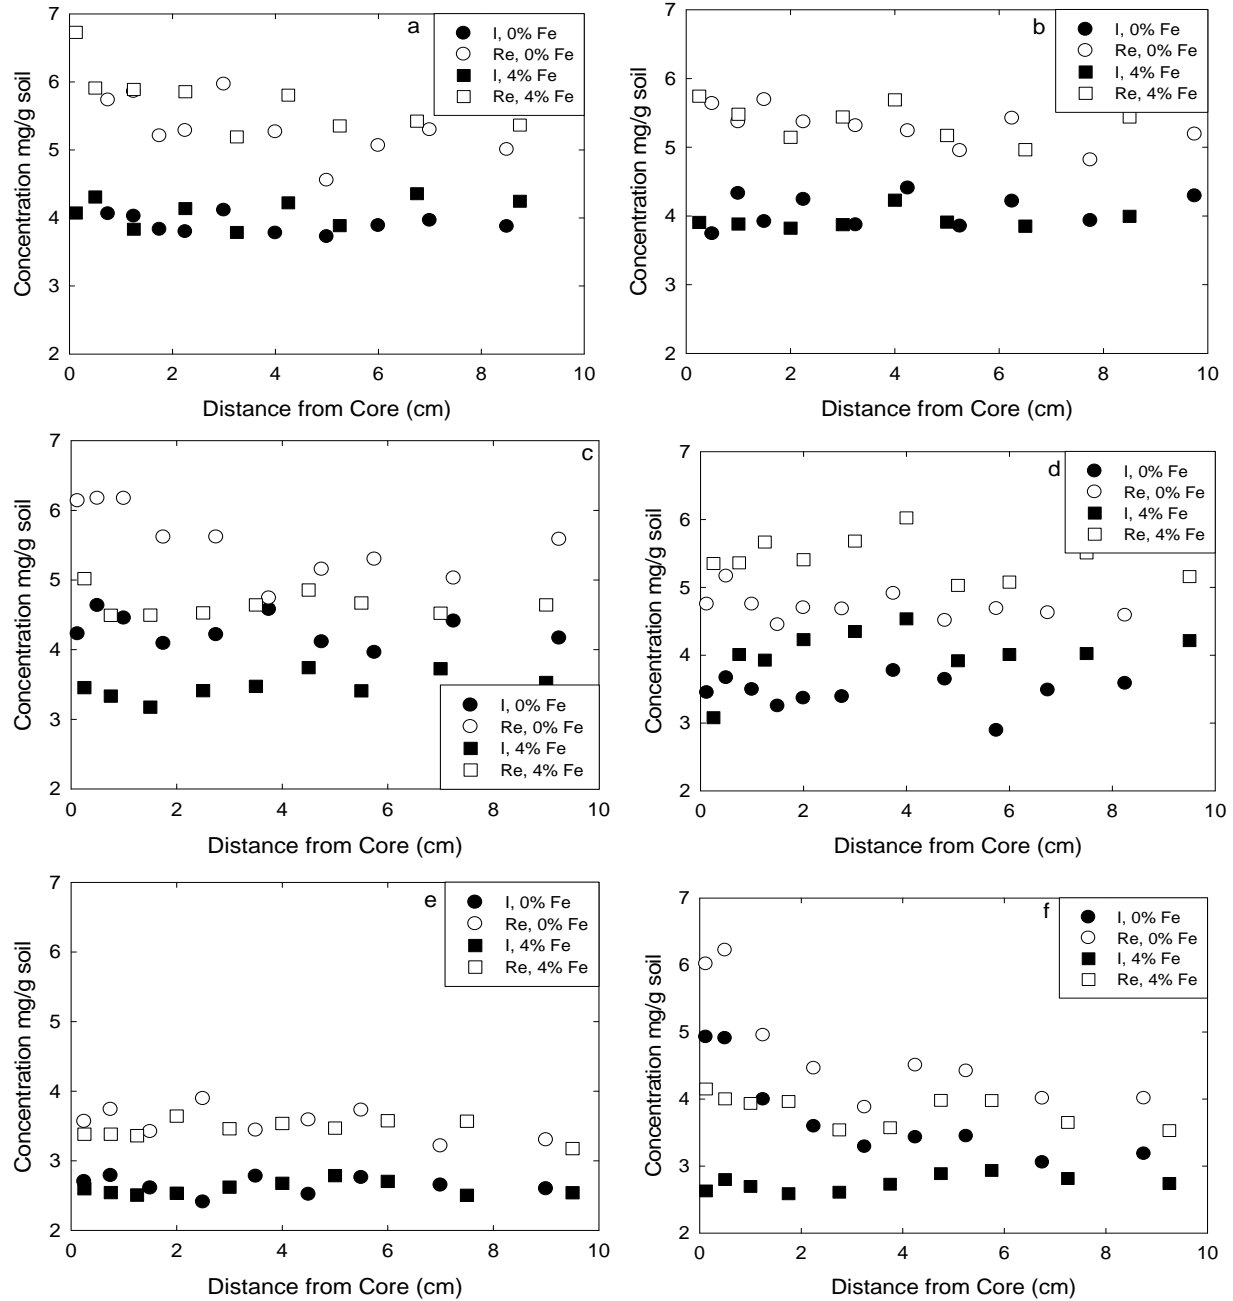 a
I, 0% Fe
Re, 0% Fe
I, 4% Fe
Re, 4% Fe
Concentration mg/g soil
7
6
5
4
3
2
0 2 4 6 8 10
Distance from Core (cm)
b
I, 0% Fe
Re, 0% Fe
I, 4% Fe
Re, 4% Fe
Concentration mg/g soil
7
6
5
4
3
2
0 2 4 6 8 10
Distance from Core (cm)
c
Concentration mg/g soil
7
6
5
4
3
2
I, 0% Fe
Re, 0% Fe
I, 4% Fe
Re, 4% Fe
0 2 4 6 8 10
Distance from Core (cm)
d
I, 0% Fe
Re, 0% Fe
I, 4% Fe
Re, 4% Fe
Concentration mg/g soil
7
6
5
4
3
2
0 2 4 6 8 10
Distance from Core (cm)
e
I, 0% Fe
Re, 0% Fe
I, 4% Fe
Re, 4% Fe
Concentration mg/g soil
7
6
5
4
3
2
0 2 4 6 8 10
Distance from Core (cm)
f
I, 0% Fe
Re, 0% Fe
I, 4% Fe
Re, 4% Fe
Concentration mg/g soil
7
6
5
4
3
2
0 2 4 6 8 10
Distance from Core (cm)